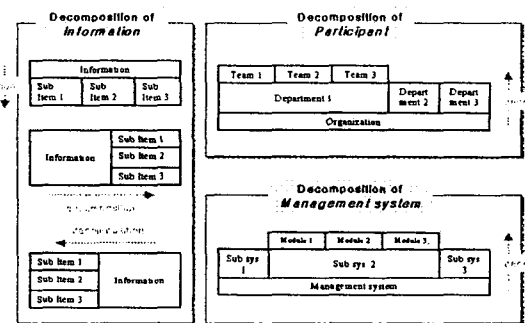 Decomposition of
Information
Information
Sub Item 1
Sub Item 2
Sub Item 3
Information
Sub Item 1
Sub Item 2
Sub Item 3
Sub Item 1
Sub Item 2
Sub Item 3
Information
Decomposition of
Participant
Team 1 Team 2 Team 3
Department 1
Depart
ment 2
Depart
ment 3
Organization
Decomposition of
Management system
Module 1 Module 2 Module 3
Sub sys
1
Sub sys 2
Sub sys
3
Management system